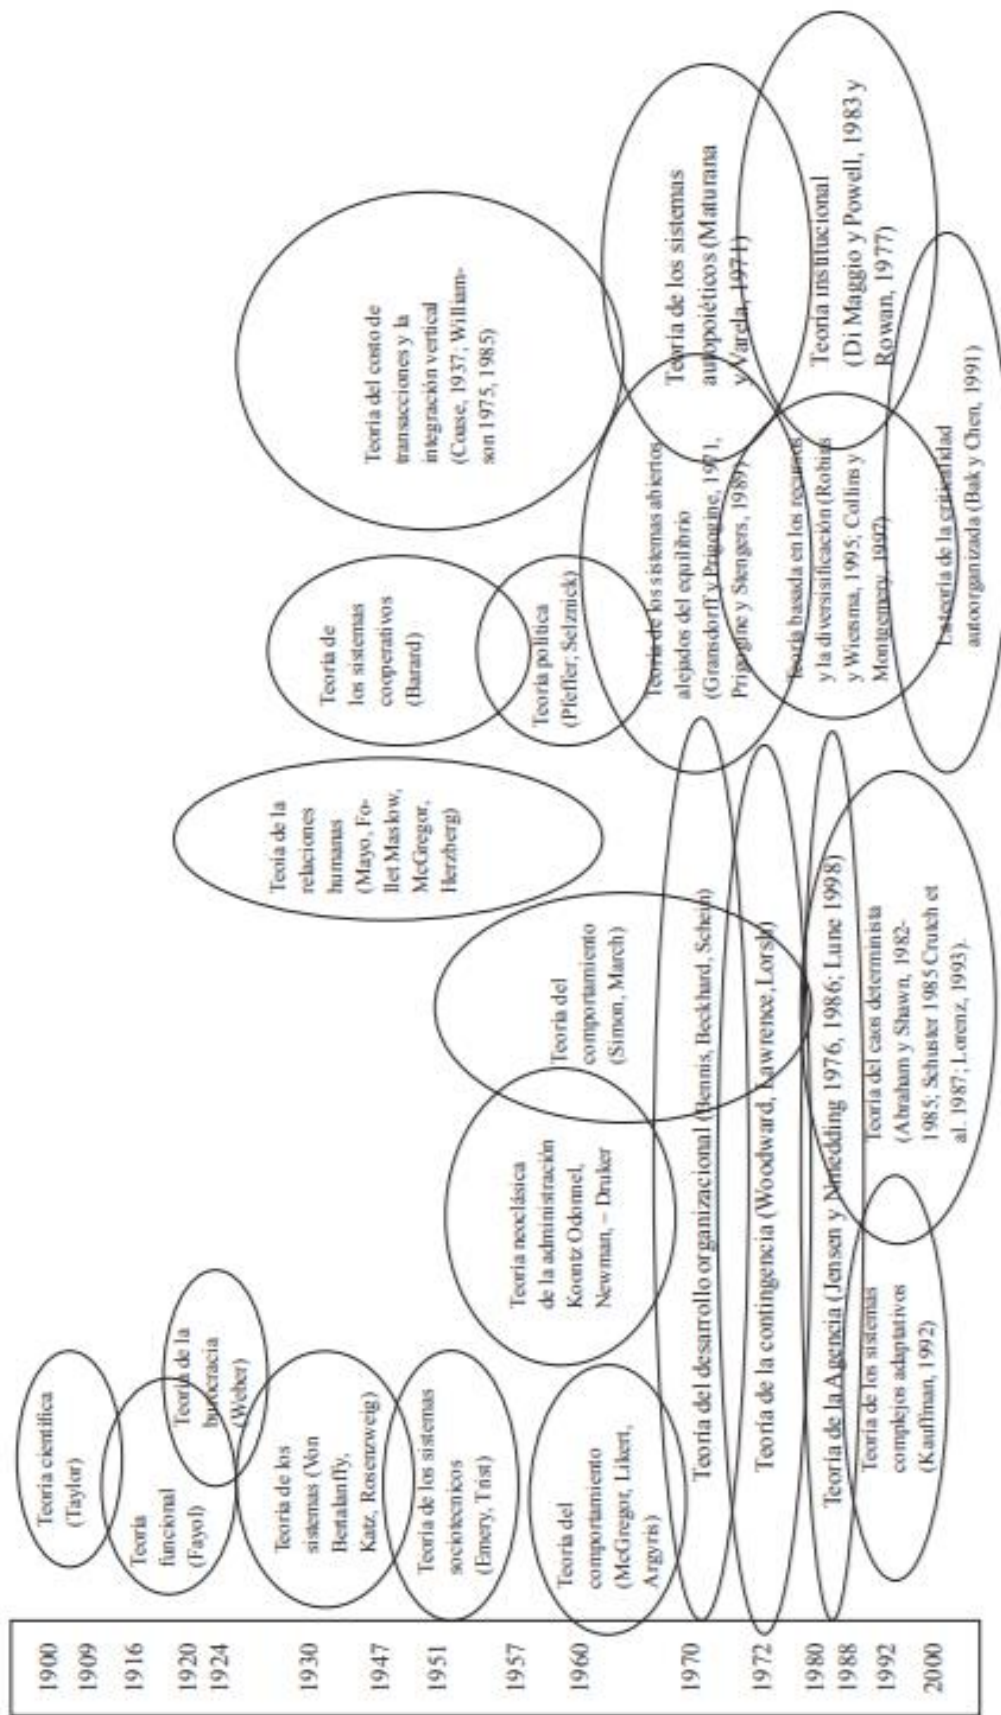 1900
1909
1916
1920
1924
1930
1947
1951
1957
1960
1970
1972
1980
1988
1992
2000
Teoría científica
(Taylor)
Teoría
funcional
(Fayol)
Teoría de la
burocracia
(Weber)
Teoría de los
sistemas (Von
Bertalanffy,
Katz, Rosenzweig)
Teoría de los sistemas
sociotecnicos
(Emery, Trist)
Teoría del
comportamiento
(McGregor, Likert,
Argyris)
Teoría neoclásica
de la administración
Koontz Odonnel,
Newman, – Druker
Teoría del
comportamiento
(Simon, March)
Teoía de la
relaciones
humanas
(Mayo, Fo-
llet Maslow,
McGregor,
Herzberg)
Teoría de
los sistemas
cooperativos
(Barard)
Teoría política
(Pfeffer, Selznick)
Teoría del costo de
transacciones y la
integración vertical
(Coase, 1937; William-
son 1975, 1985)
Teoría del desarrollo organizacional (Bennis, Beckhard, Schein)
Teoría de los sistemas abiertos
alejados del equilibrio
(Gransdorff y Prigogine, 1971,
Prigogine y Stengers, 1989)
Teoría de los sistemas
autopoiéticos (Maturana
y Varela, 1971)
Teoría de la contingencia (Woodward, Lawrence, Lorsh)
Teoría de la Agencia (Jensen y Nimedding 1976, 1986; Lune 1998)
Teoría basada en los recursos
y la diversisificación (Robins
y Wiensma, 1995; Collins y
Montgemery, 1997)
Teoría institucional
(Di Maggio y Powell, 1983 y
Rowan, 1977)
Teoría de los sistemas
complejos adaptativos
(Kauffman, 1992)
Teoría del caos determinista
(Abraham y Shawn, 1982-
1985; Schuster 1985 Crutch et
al. 1987; Lorenz, 1993).
La teoría de la criticalidad
autoorganizada (Bak y Chen, 1991)